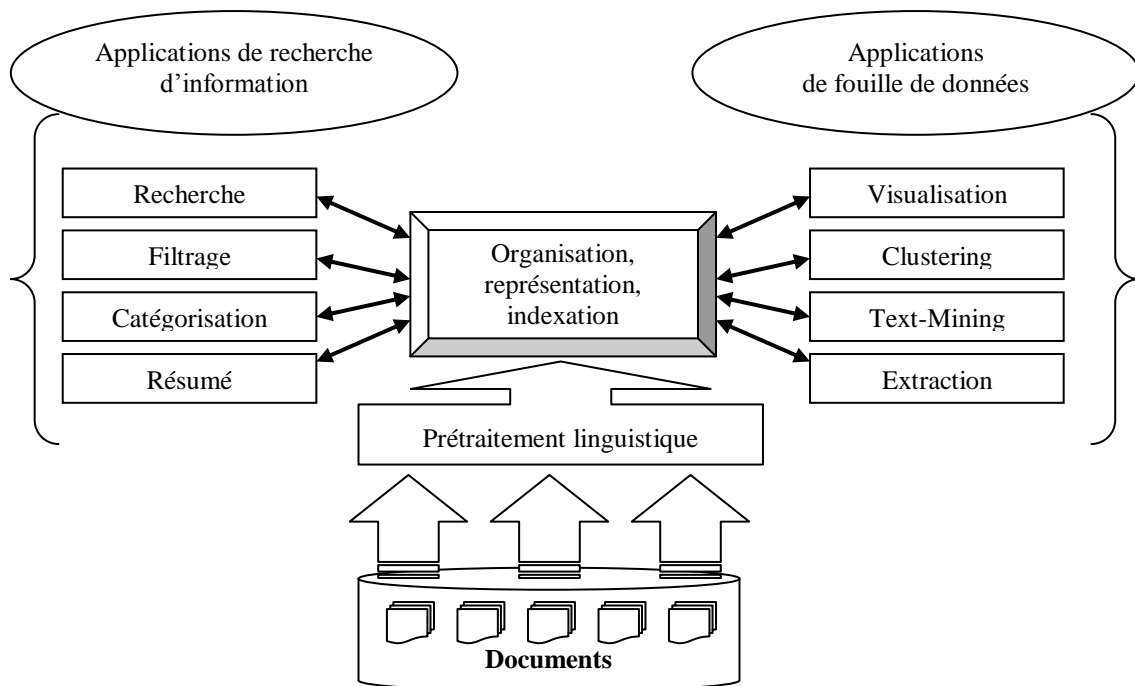 Applications de recherche
d’information
Applications
de fouille de données
Recherche
Filtrage
Catégorisation
Résumé
Organisation,
représentation,
indexation
Visualisation
Clustering
Text-Mining
Extraction
Prétraitement linguistique
Documents